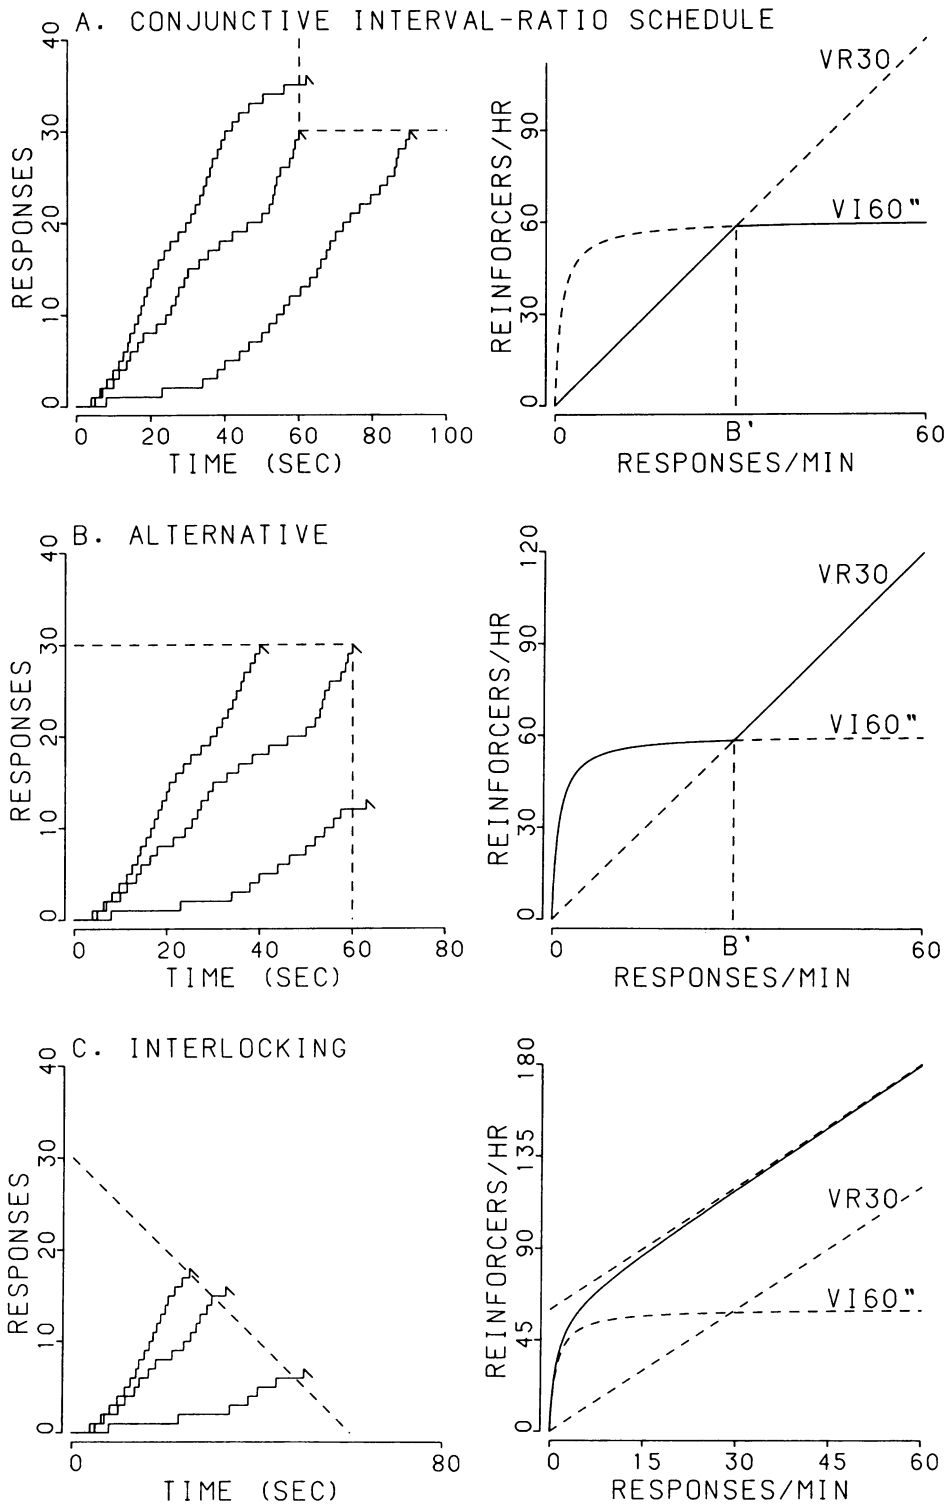 A. CONJUNCTIVE INTERVAL-RATIO SCHEDULE
RESPONSES
40
30
20
10
0
0 20 40 60 80 100
TIME (SEC)
REINFORCERS/HR
90
60
30
0
VR30
VI60"
0 B' 60
RESPONSES/MIN
B. ALTERNATIVE
RESPONSES
40
30
20
10
0
0 20 40 60 80
TIME (SEC)
REINFORCERS/HR
120
90
60
30
0
VR30
VI60"
0 B' 60
RESPONSES/MIN
C. INTERLOCKING
RESPONSES
40
30
20
10
0
0 80
TIME (SEC)
REINFORCERS/HR
180
135
90
45
0
VR30
VI60"
0 15 30 45 60
RESPONSES/MIN